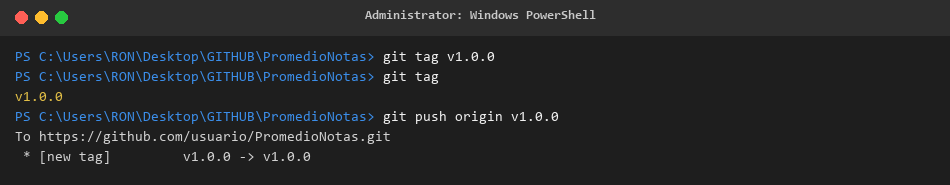 Administrator: Windows PowerShell
PS C:\Users\RON\Desktop\GITHUB\PromedioNotas> git tag v1.0.0
PS C:\Users\RON\Desktop\GITHUB\PromedioNotas> git tag
v1.0.0
PS C:\Users\RON\Desktop\GITHUB\PromedioNotas> git push origin v1.0.0
To https://github.com/usuario/PromedioNotas.git
 * [new tag]         v1.0.0 -> v1.0.0